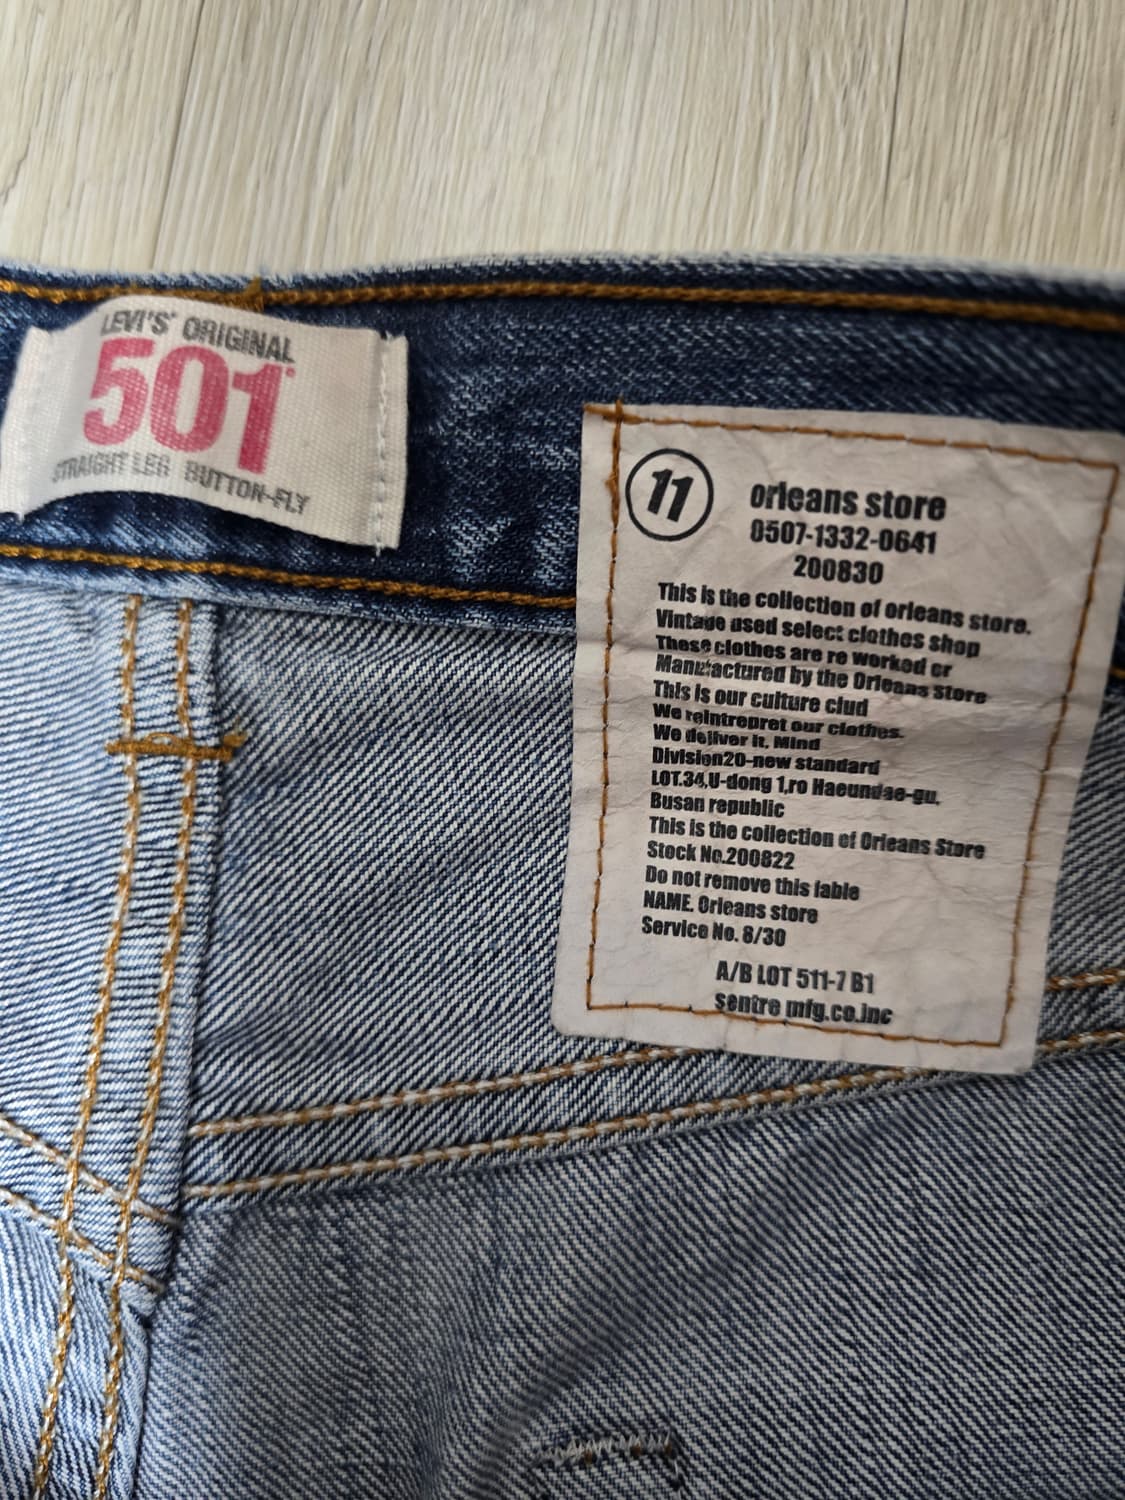 LEVI'S® ORIGINAL
501®
STRAIGHT LEG BUTTON-FLY
11
orleans store
0507-1332-0641
200830
This is the collection of orleans store.
Vintage used select clothes shop
These clothes are re worked or
Manufactured by the Orleans Store
This is our culture clud
We reintrepret our clothes.
We deliver it. Mind
Division20-new standard
LOT.34,U-dong 1,ro Haeundae-gu,
Busan republic
This is the collection of Orleans Store
Stock No.200822
Do not remove this lable
NAME. Orleans store
Service No. 8/30
A/B LOT 511-7 B1
sentre mfg.co.inc